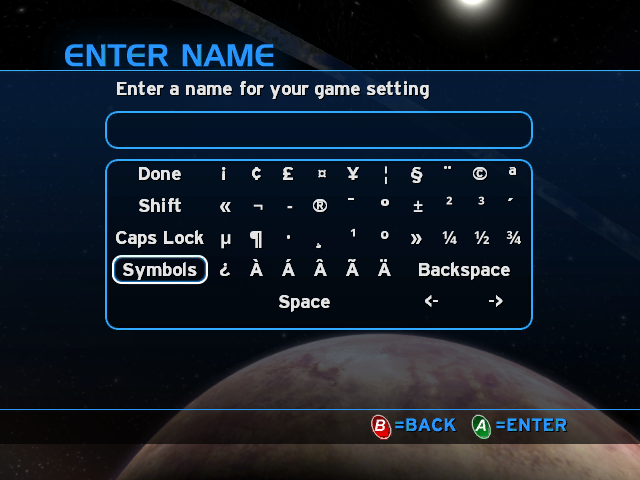 ENTER NAME
Enter a name for your game setting
Done ¡ ¢ £ ¤ ¥ ¦ § ¨ © ª
Shift « ¬ - ® ¯ ° ± ² ³ ´
Caps Lock µ ¶ · ¸ ¹ º » ¼ ½ ¾
Symbols ¿ À Á Â Ã Ä Backspace
Space <- ->
B =BACK A =ENTER